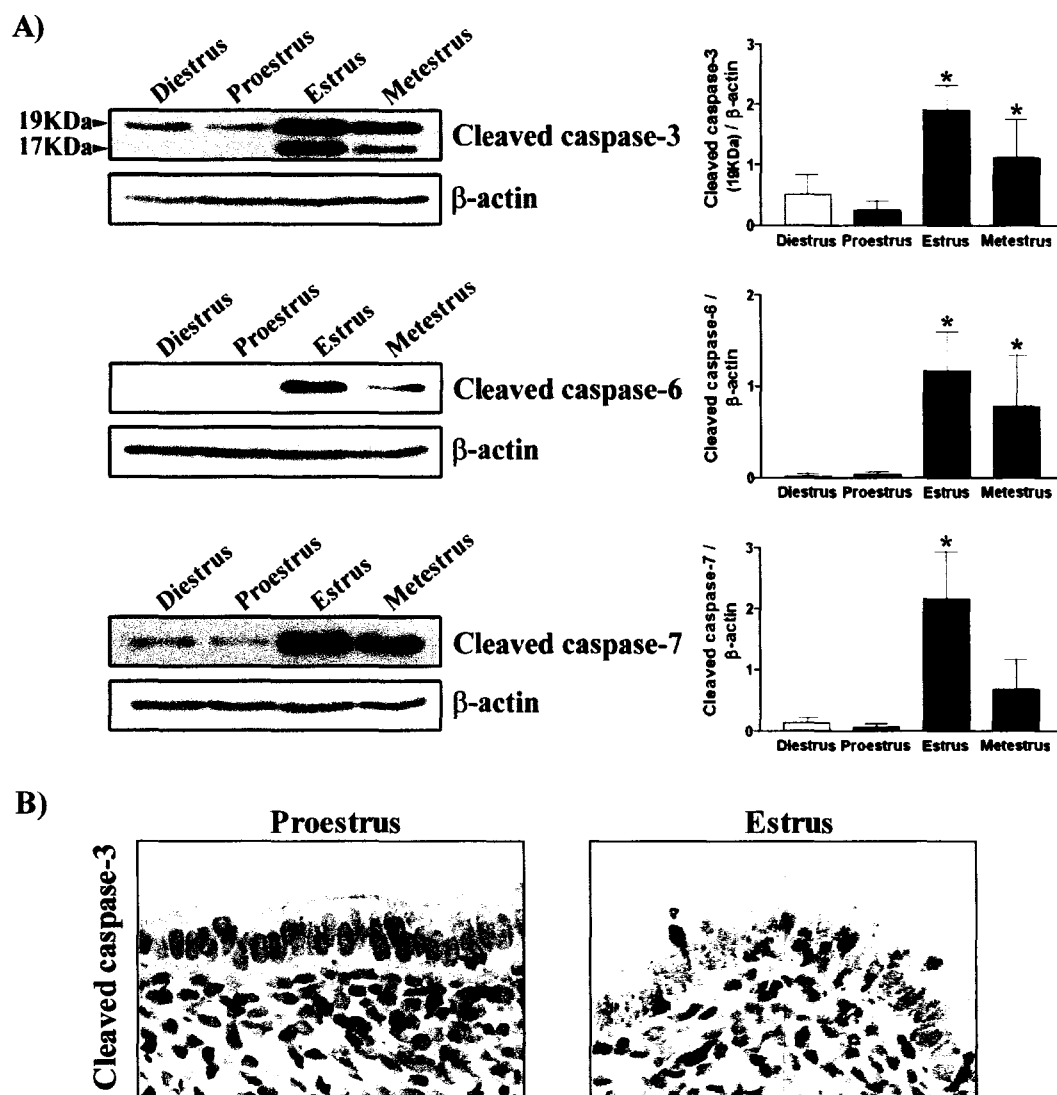 A)
Diestrus Proestrus Estrus Metestrus
19KDa
17KDa
Cleaved caspase-3
β-actin
Cleaved caspase-3
(19KDa) / β-actin
3
2
1
0
*
*
Diestrus Proestrus Estrus Metestrus
Diestrus Proestrus Estrus Metestrus
Cleaved caspase-6
β-actin
Cleaved caspase-6 /
β-actin
2
1
0
*
*
Diestrus Proestrus Estrus Metestrus
Diestrus Proestrus Estrus Metestrus
Cleaved caspase-7
β-actin
Cleaved caspase-7 /
β-actin
3
2
1
0
*
Diestrus Proestrus Estrus Metestrus
B)
Proestrus Estrus
Cleaved caspase-3